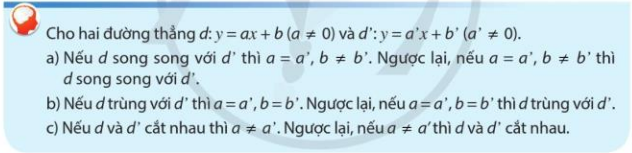 Cho hai đường thẳng d: y = ax + b (a ≠ 0) và d’: y = a’x + b’ (a’ ≠ 0).
a) Nếu d song song với d’ thì a = a’, b ≠ b’. Ngược lại, nếu a = a’, b ≠ b’ thì
d song song với d’.
b) Nếu d trùng với d’ thì a = a’, b = b’. Ngược lại, nếu a = a’, b = b’ thì d trùng với d’.
c) Nếu d và d’ cắt nhau thì a ≠ a’. Ngược lại, nếu a ≠ a’ thì d và d’ cắt nhau.